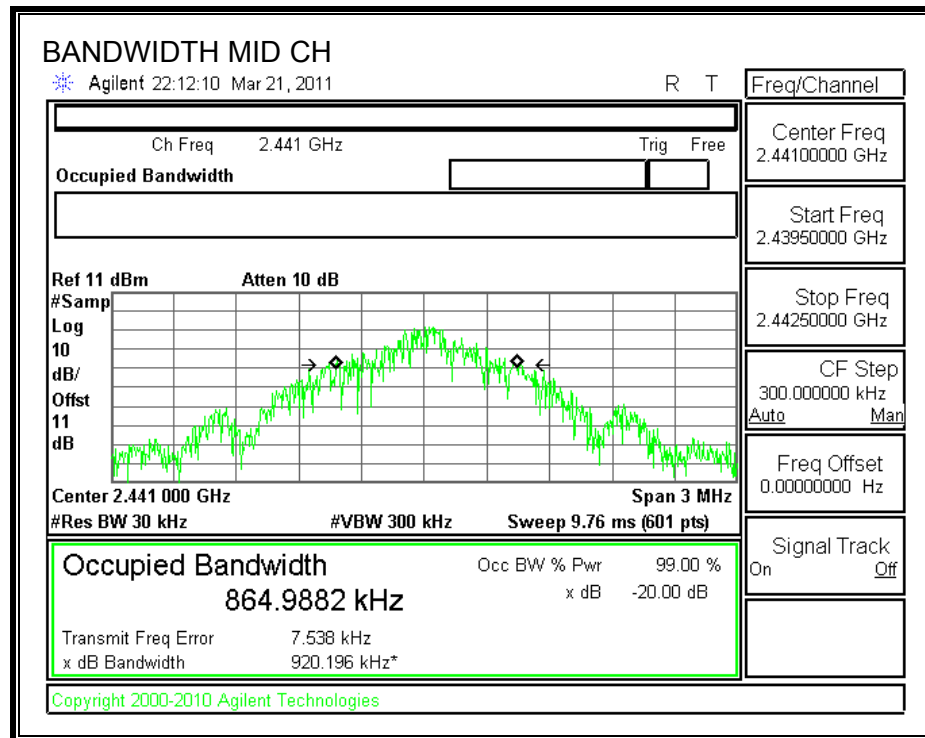 BANDWIDTH MID CH
Agilent 22:12:10 Mar 21, 2011 R T
Freq/Channel
Ch Freq 2.441 GHz Trig Free
Occupied Bandwidth
Center Freq
2.44100000 GHz
Start Freq
2.43950000 GHz
Stop Freq
2.44250000 GHz
CF Step
300.000000 kHz
Auto Man
Freq Offset
0.00000000 Hz
Signal Track
On Off
Ref 11 dBm Atten 10 dB
#Samp
Log
10
dB/
Offst
11
dB
Center 2.441 000 GHz Span 3 MHz
#Res BW 30 kHz #VBW 300 kHz Sweep 9.76 ms (601 pts)
Occupied Bandwidth Occ BW % Pwr 99.00 %
864.9882 kHz x dB -20.00 dB
Transmit Freq Error 7.538 kHz
x dB Bandwidth 920.196 kHz*
Copyright 2000-2010 Agilent Technologies